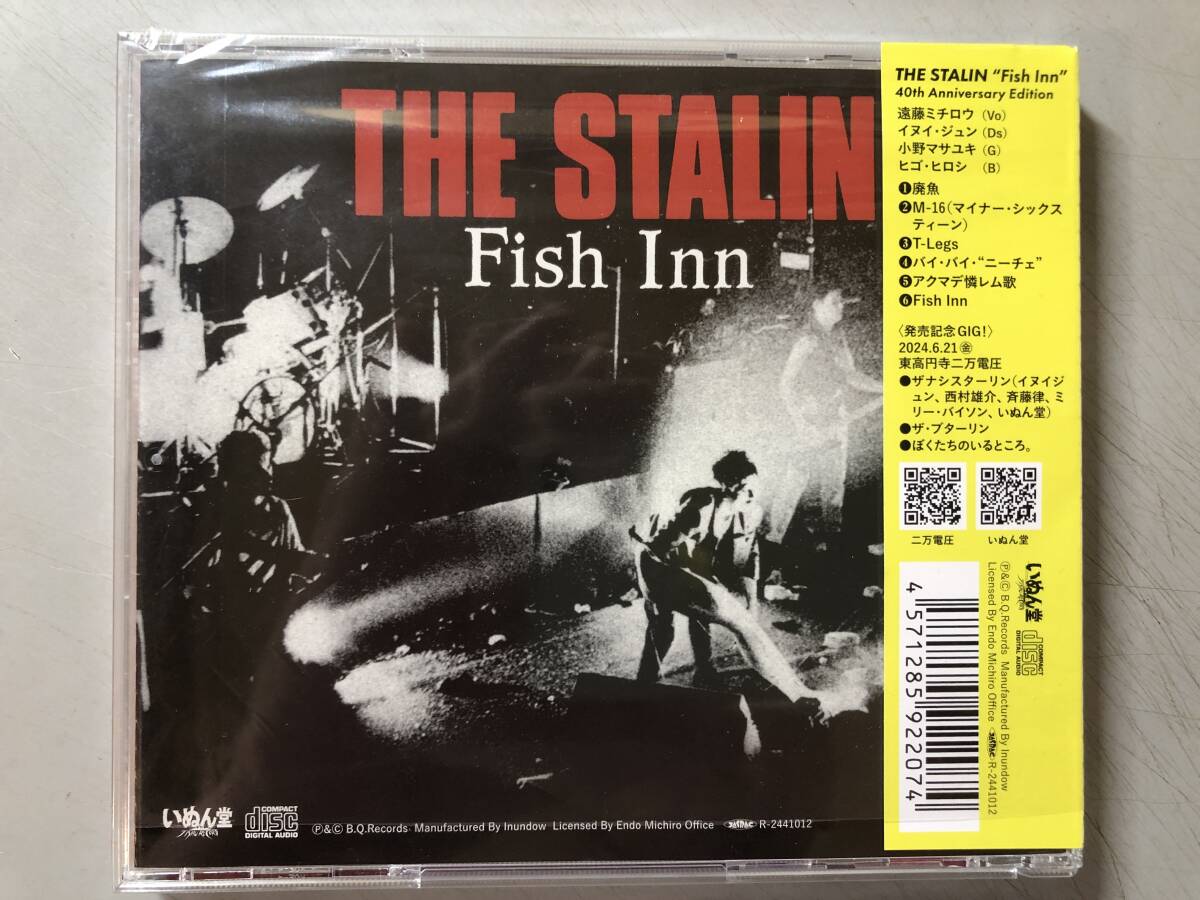 THE STALIN
Fish Inn
いぬん堂
COMPACT
disc
DIGITAL AUDIO
Ⓟ&Ⓒ B.Q.Records Manufactured By Inundow Licensed By Endo Michiro Office JASRAC R-2441012
THE STALIN "Fish Inn"
40th Anniversary Edition
遠藤ミチロウ (Vo)
イヌイ・ジュン (Ds)
小野マサユキ (G)
ヒゴ・ヒロシ (B)
❶廃魚
❷M-16(マイナー・シックス
ティーン)
❸T-Legs
❹バイ・バイ・“ニーチェ”
❺アクマデ憐レム歌
❻Fish Inn
〈発売記念GIG!〉
2024.6.21㊎
東高円寺二万電圧
●ザナシスターリン(イヌイジ
ュン、西村雄介、斉藤律、ミ
リー・バイソン、いぬん堂)
●ザ・ブターリン
●ぼくたちのいるところ。
二万電圧
いぬん堂
いぬん堂
COMPACT
disc
DIGITAL AUDIO
Ⓟ&Ⓒ B.Q.Records Manufactured By Inundow
Licensed By Endo Michiro Office JASRAC R-2441012
4571285922074